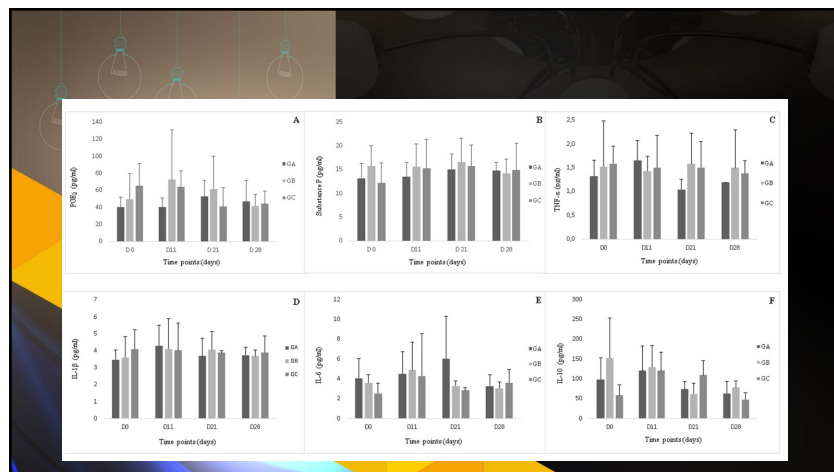 A
140
120
100
80
60
40
20
0
PGE₂ (pg/ml)
D 0 D11 D 21 D 28
Time points (days)
GA
GB
GC
B
25
20
15
10
5
0
Substance P (pg/ml)
D 0 D11 D 21 D 28
Time points (days)
GA
GB
GC
C
2,5
2,0
1,5
1,0
0,5
0,0
TNF-α (pg/ml)
D0 D11 D21 D28
Time points (days)
GA
GB
GC
D
7
6
5
4
3
2
1
0
IL-1β (pg/ml)
D0 D11 D21 D28
Time points (days)
GA
GB
GC
E
12
10
8
6
4
2
0
IL-6 (pg/ml)
D0 D11 D21 D28
Time points (days)
GA
GB
GC
F
300
250
200
150
100
50
0
IL-10 (pg/ml)
D0 D11 D21 D28
Time points (days)
GA
GB
GC